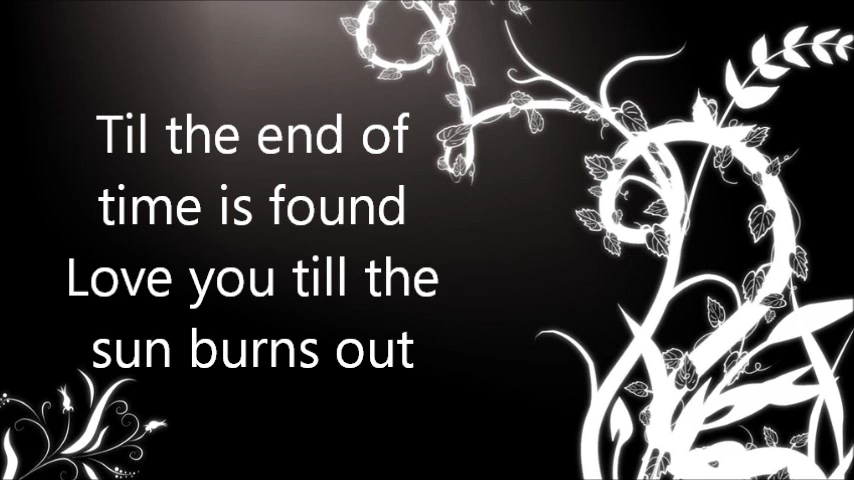 Til the end of
time is found
Love you till the
sun burns out